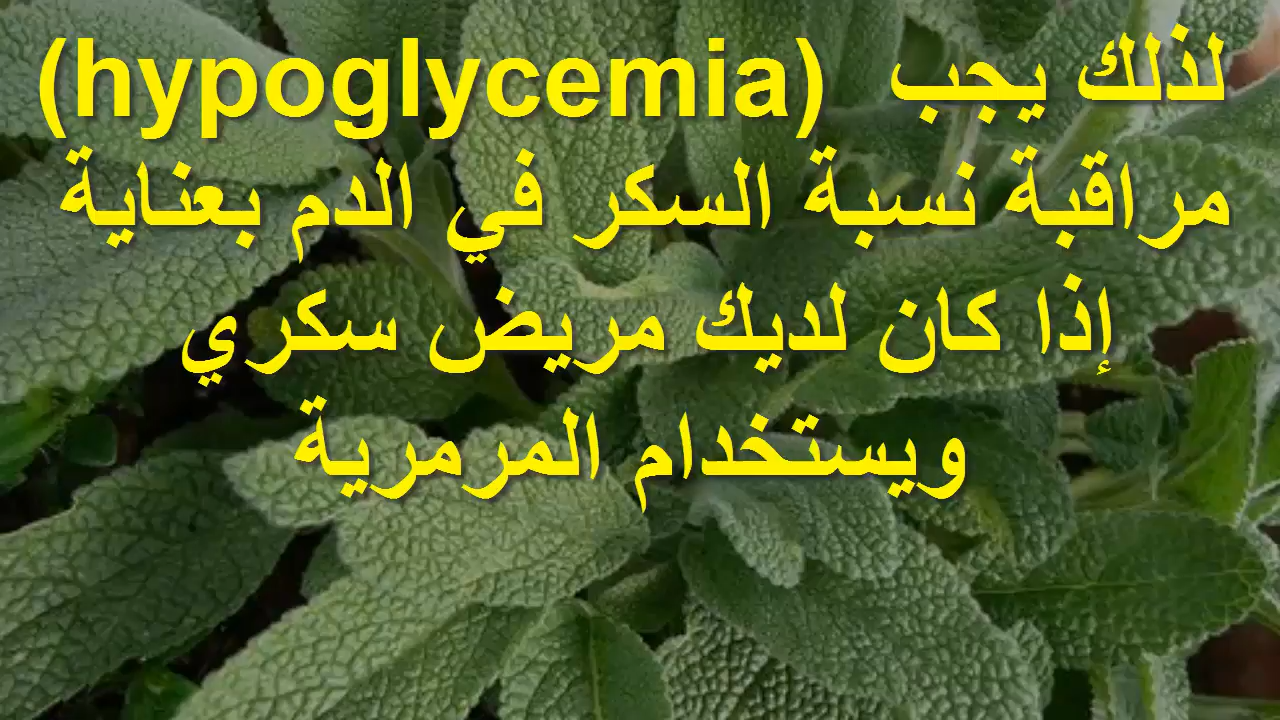 (hypoglycemia) لذلك يجب
مراقبة نسبة السكر في الدم بعناية
إذا كان لديك مريض سكري
ويستخدام المرمرية